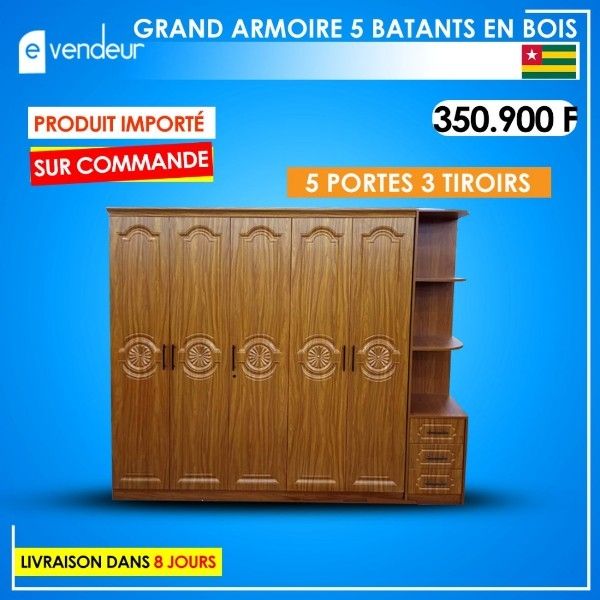 e vendeur
GRAND ARMOIRE 5 BATANTS EN BOIS
PRODUIT IMPORTÉ
SUR COMMANDE
350.900 F
5 PORTES 3 TIROIRS
LIVRAISON DANS 8 JOURS